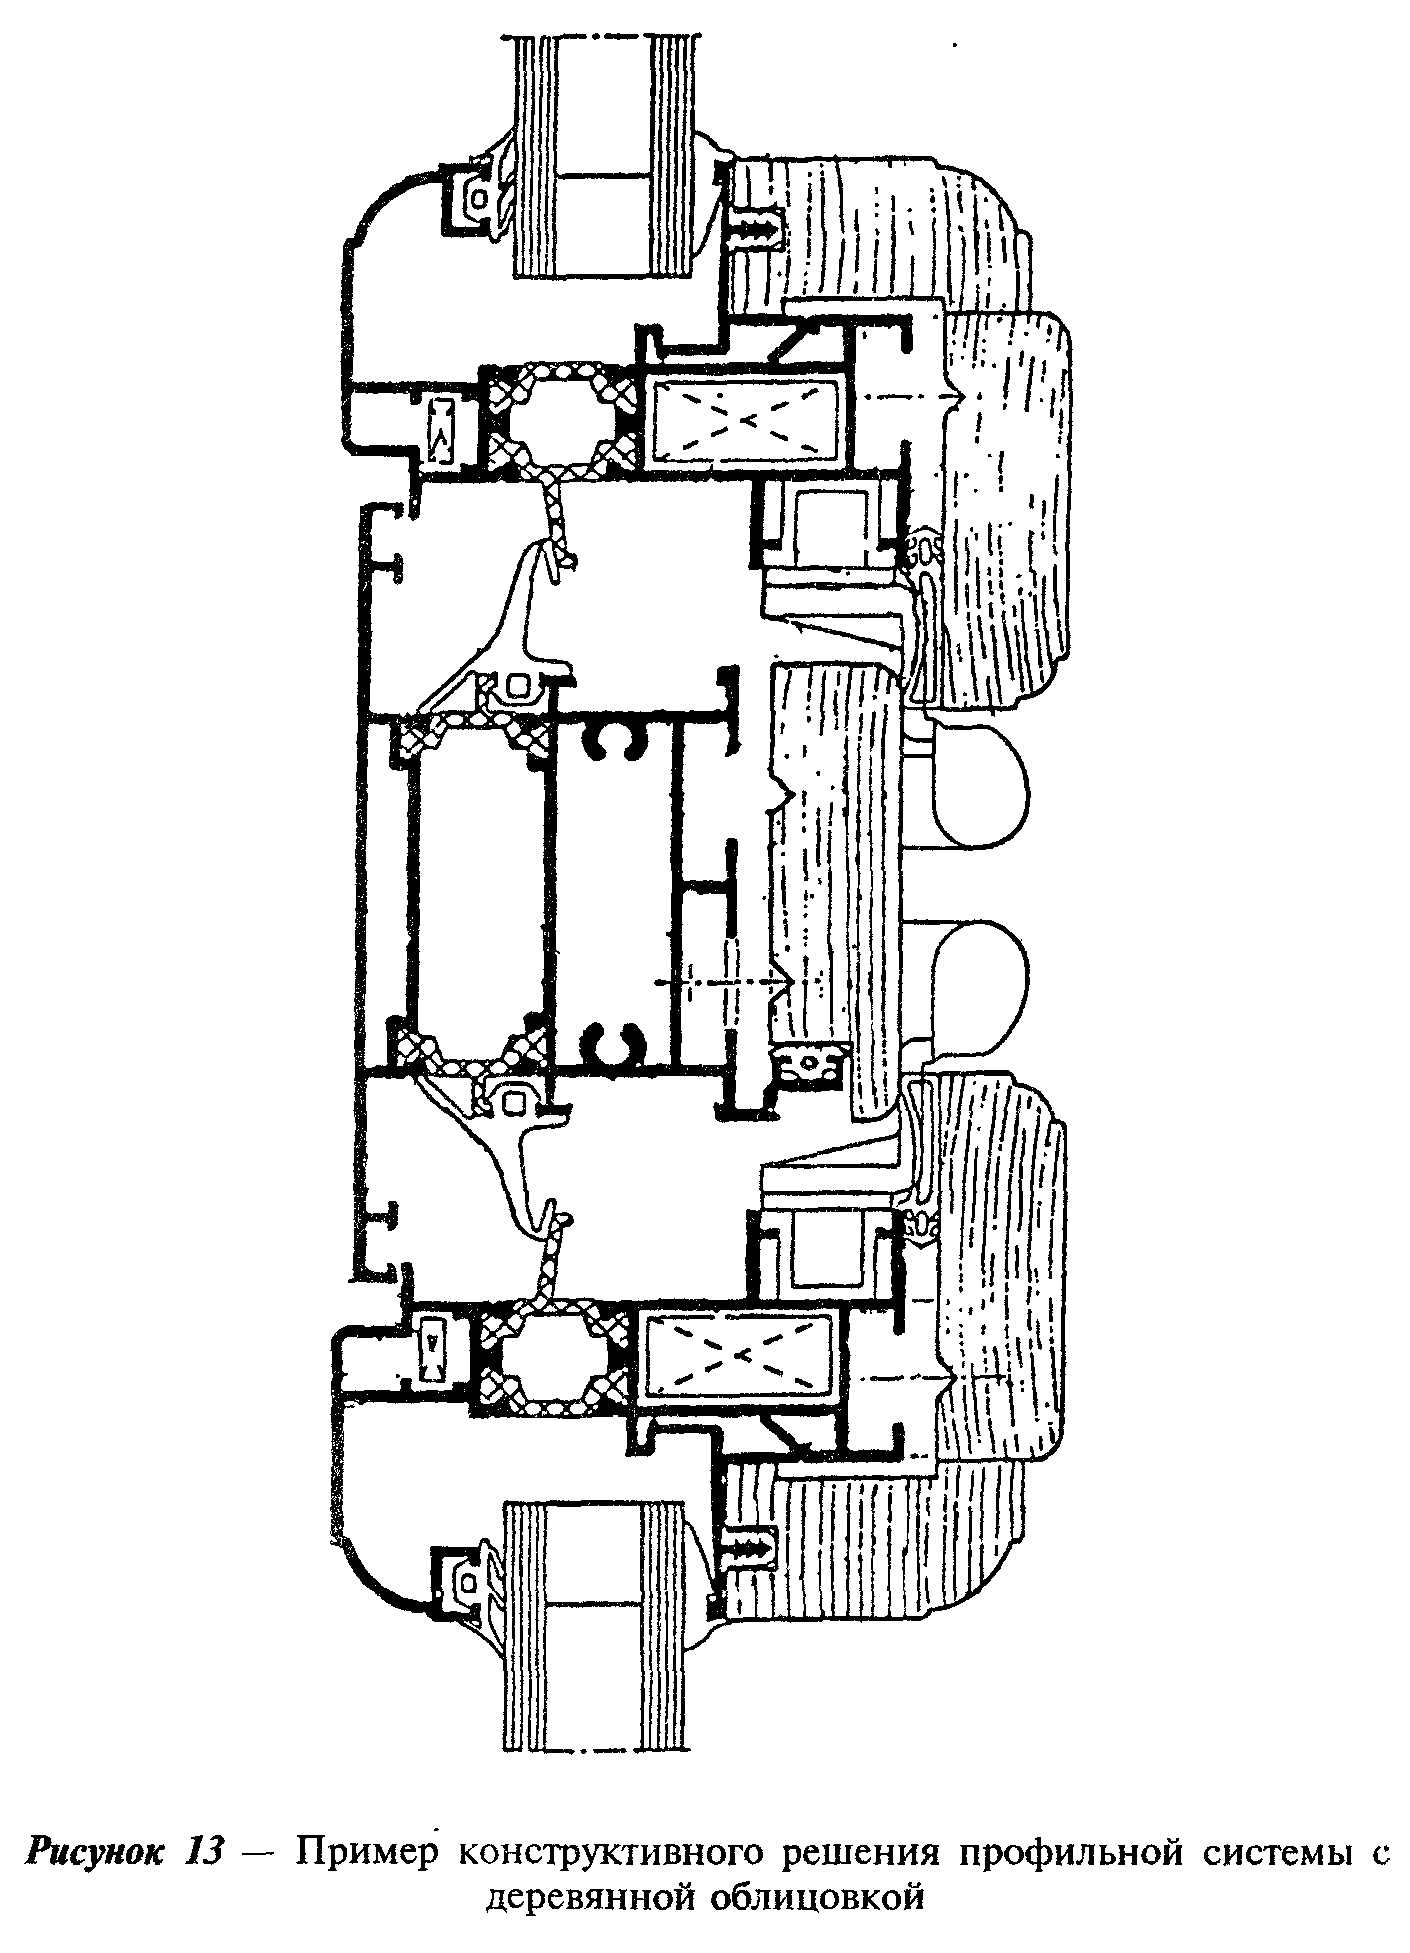 Рисунок 13 — Пример конструктивного решения профильной системы с
деревянной облицовкой